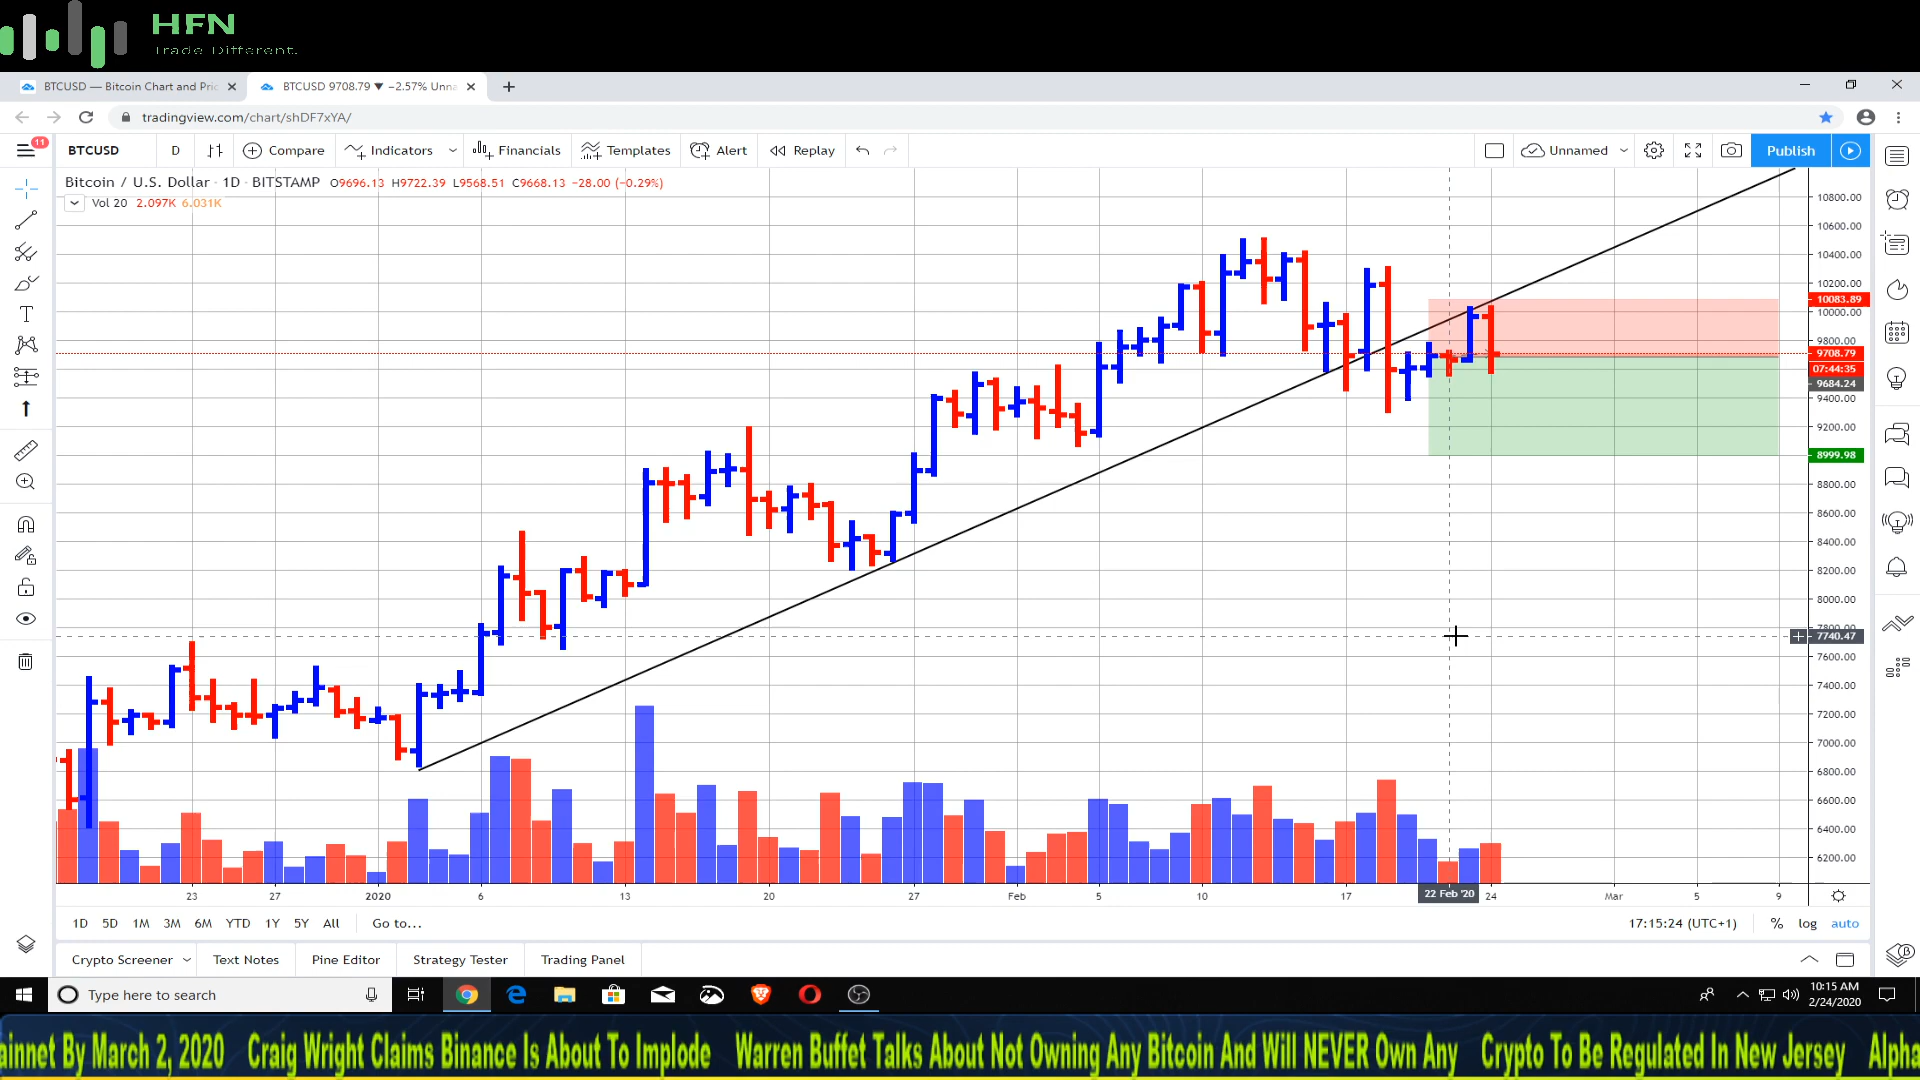 HFN
Trade Different.
BTCUSD — Bitcoin Chart and Pric
BTCUSD 9708.79 ▼ −2.57% Unna
tradingview.com/chart/shDF7xYA/
11
BTCUSD D Compare Indicators Financials Templates Alert Replay Unnamed Publish
Bitcoin / U.S. Dollar · 1D · BITSTAMP O9696.13 H9722.39 L9568.51 C9668.13 −28.00 (−0.29%)
Vol 20 2.097K 6.031K
10800.00
10600.00
10400.00
10200.00
10083.89
10000.00
9800.00
9708.79
07:44:35
9684.24
9400.00
9200.00
8999.98
8800.00
8600.00
8400.00
8200.00
8000.00
7800.00
7740.47
7600.00
7400.00
7200.00
7000.00
6800.00
6600.00
6400.00
6200.00
23 27 2020 6 13 20 27 Feb 5 10 17 22 Feb '20 24 Mar 5 9
1D 5D 1M 3M 6M YTD 1Y 5Y All Go to... 17:15:24 (UTC+1) % log auto
Crypto Screener Text Notes Pine Editor Strategy Tester Trading Panel
Type here to search
10:15 AM
2/24/2020
ainnet By March 2, 2020 Craig Wright Claims Binance Is About To Implode Warren Buffet Talks About Not Owning Any Bitcoin And Will NEVER Own Any Crypto To Be Regulated In New Jersey Alpha